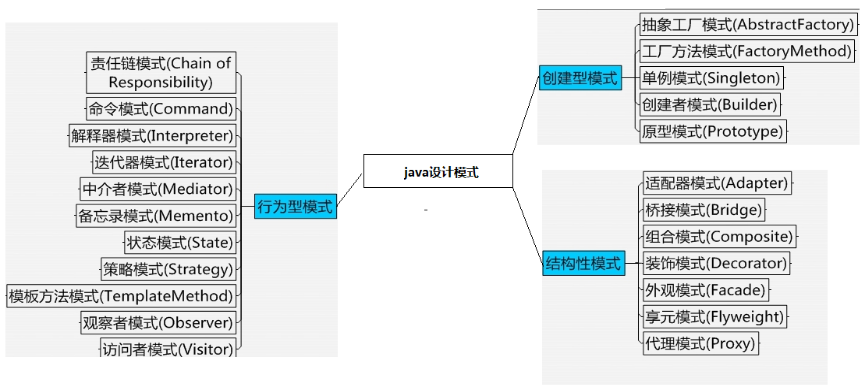 责任链模式(Chain of
Responsibility)
命令模式(Command)
解释器模式(Interpreter)
迭代器模式(Iterator)
中介者模式(Mediator)
备忘录模式(Memento)
状态模式(State)
策略模式(Strategy)
模板方法模式(TemplateMethod)
观察者模式(Observer)
访问者模式(Visitor)
行为型模式
java设计模式
创建型模式
抽象工厂模式(AbstractFactory)
工厂方法模式(FactoryMethod)
单例模式(Singleton)
创建者模式(Builder)
原型模式(Prototype)
结构性模式
适配器模式(Adapter)
桥接模式(Bridge)
组合模式(Composite)
装饰模式(Decorator)
外观模式(Facade)
享元模式(Flyweight)
代理模式(Proxy)